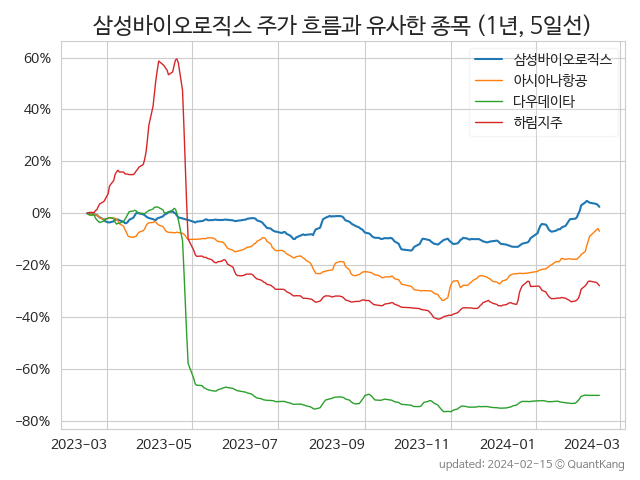 삼성바이오로직스 주가 흐름과 유사한 종목 (1년, 5일선)
삼성바이오로직스
아시아나항공
다우데이타
하림지주
60%
40%
20%
0%
−20%
−40%
−60%
−80%
2023-03 2023-05 2023-07 2023-09 2023-11 2024-01 2024-03
updated: 2024-02-15 © QuantKang